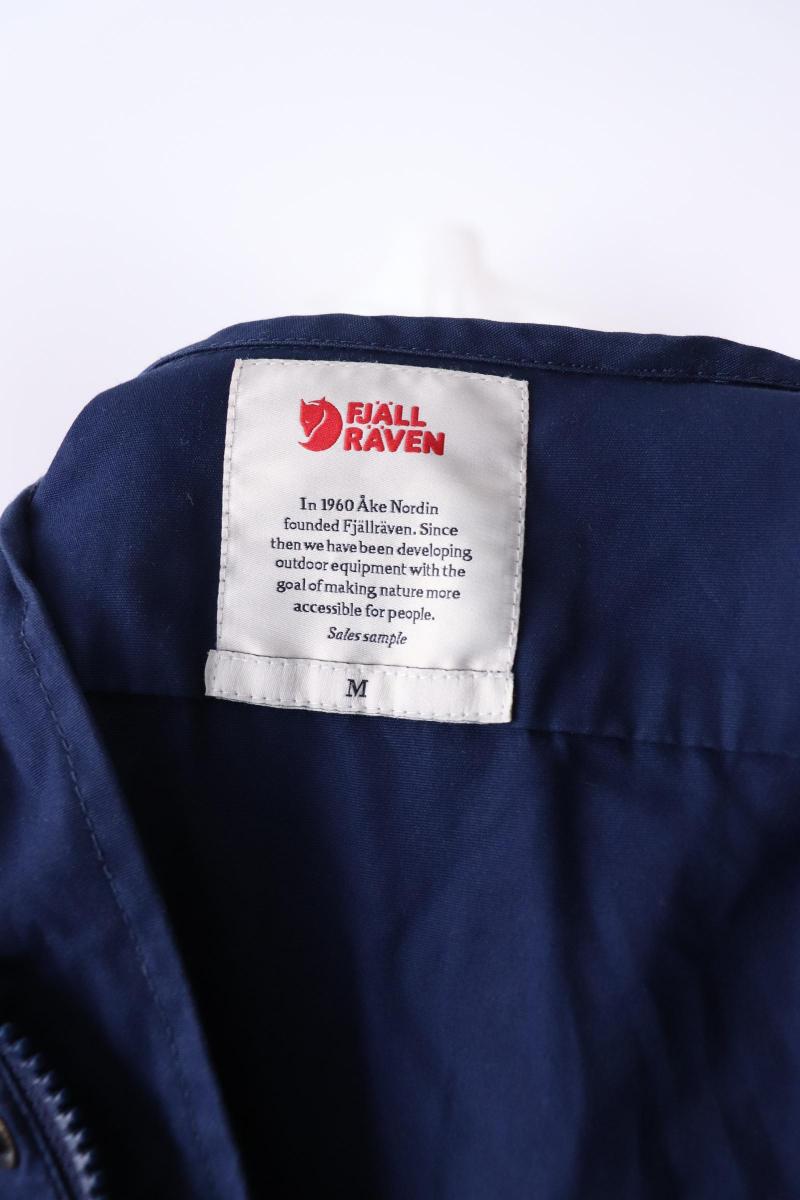 FJÄLL
RÄVEN
In 1960 Åke Nordin
founded Fjällräven. Since
then we have been developing
outdoor equipment with the
goal of making nature more
accessible for people.
Sales sample
M